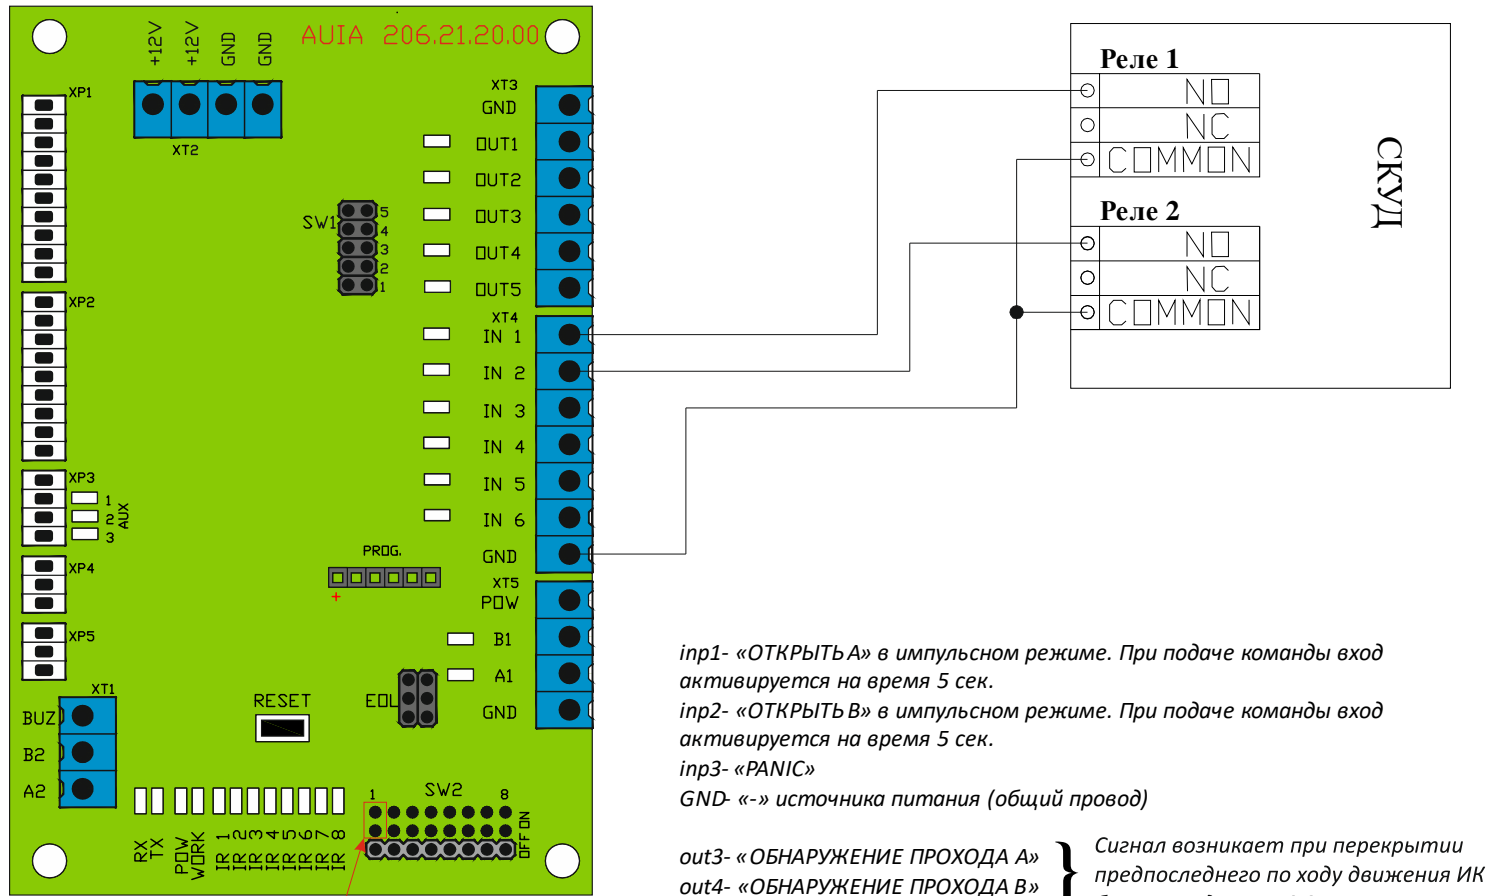 AUIA 206.21.20.00
+12V
+12V
GND
GND
XT2
XP1
XP2
XP3
1
2
3
AUX
XP4
XP5
XT1
BUZ
B2
A2
SW1
5
4
3
2
1
PROG.
+
RESET
EOL
SW2
1
8
ON
OFF
RX
TX
POW
WORK
IR 1
IR 2
IR 3
IR 4
IR 5
IR 6
IR 7
IR 8
XT3
GND
OUT1
OUT2
OUT3
OUT4
OUT5
XT4
IN 1
IN 2
IN 3
IN 4
IN 5
IN 6
GND
XT5
POW
B1
A1
GND
Реле 1
NO
NC
COMMON
Реле 2
NO
NC
COMMON
СКУД
inp1- «ОТКРЫТЬ А» в импульсном режиме. При подаче команды вход
активируется на время 5 сек.
inp2- «ОТКРЫТЬ В» в импульсном режиме. При подаче команды вход
активируется на время 5 сек.
inp3- «PANIC»
GND- «-» источника питания (общий провод)
out3- «ОБНАРУЖЕНИЕ ПРОХОДА А»
out4- «ОБНАРУЖЕНИЕ ПРОХОДА В»
Сигнал возникает при перекрытии
предпоследнего по ходу движения ИК